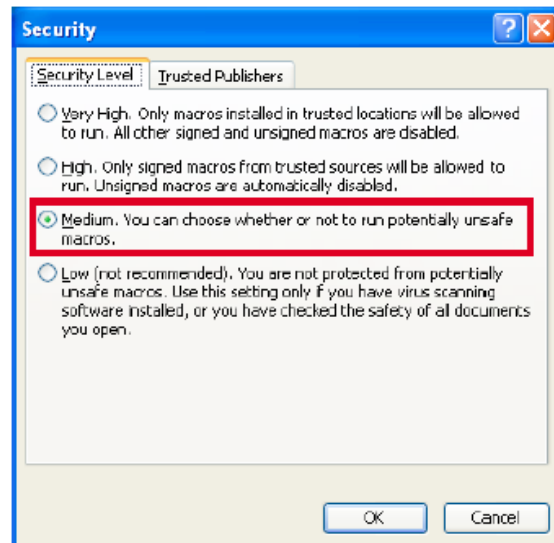 Security
Security Level Trusted Publishers
Very High. Only macros installed in trusted locations will be allowed
to run. All other signed and unsigned macros are disabled.
High. Only signed macros from trusted sources will be allowed to
run. Unsigned macros are automatically disabled.
Medium. You can choose whether or not to run potentially unsafe
macros.
Low (not recommended). You are not protected from potentially
unsafe macros. Use this setting only if you have virus scanning
software installed, or you have checked the safety of all documents
you open.
OK Cancel